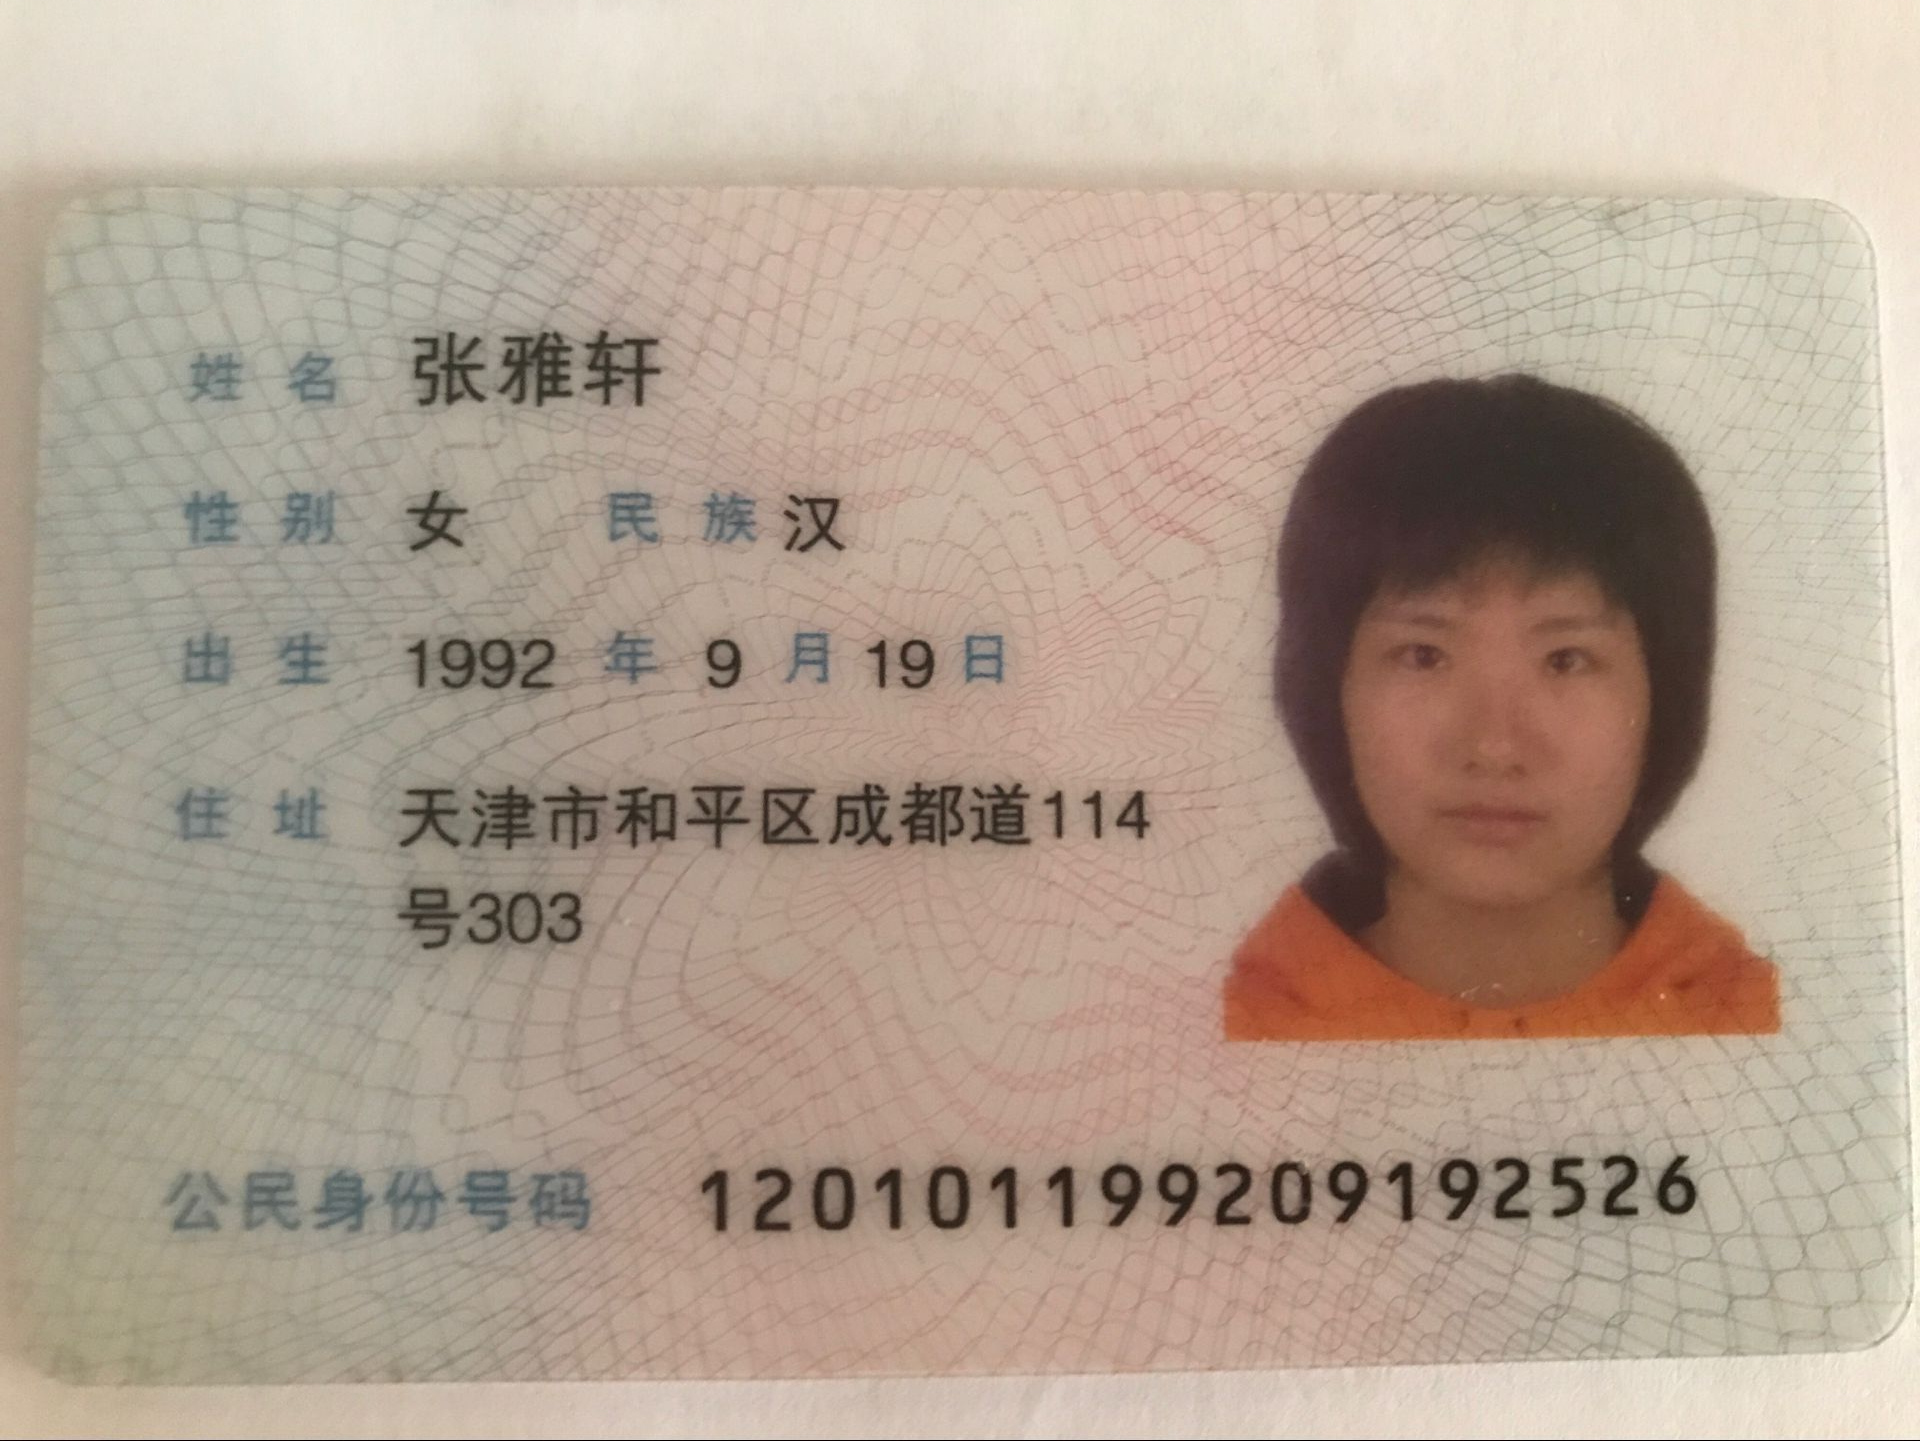 姓名 张雅轩
性别 女 民族 汉
出生 1992 年 9 月 19 日
住址 天津市和平区成都道114
号303
公民身份号码 120101199209192526